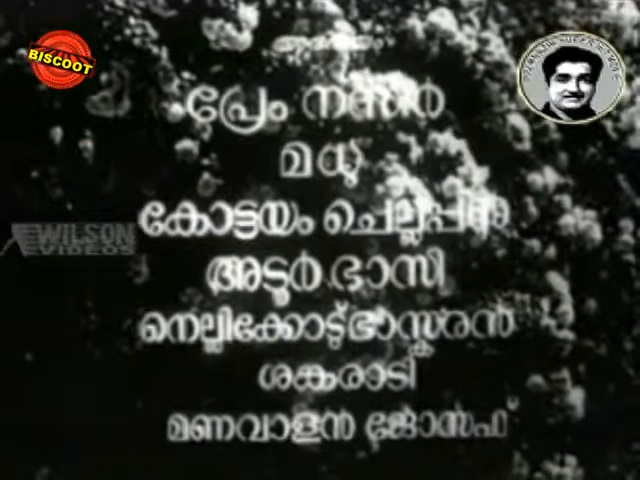 BISCOOT
പ്രേം നസീർ
മധു
കോട്ടയം ചെല്ലപ്പൻ
അടൂർ ഭാസി
WILSON
VIDEOS
നെല്ലിക്കോട്ട് ഭാസ്കരൻ
ശങ്കരാടി
മണവാളൻ ജോസഫ്